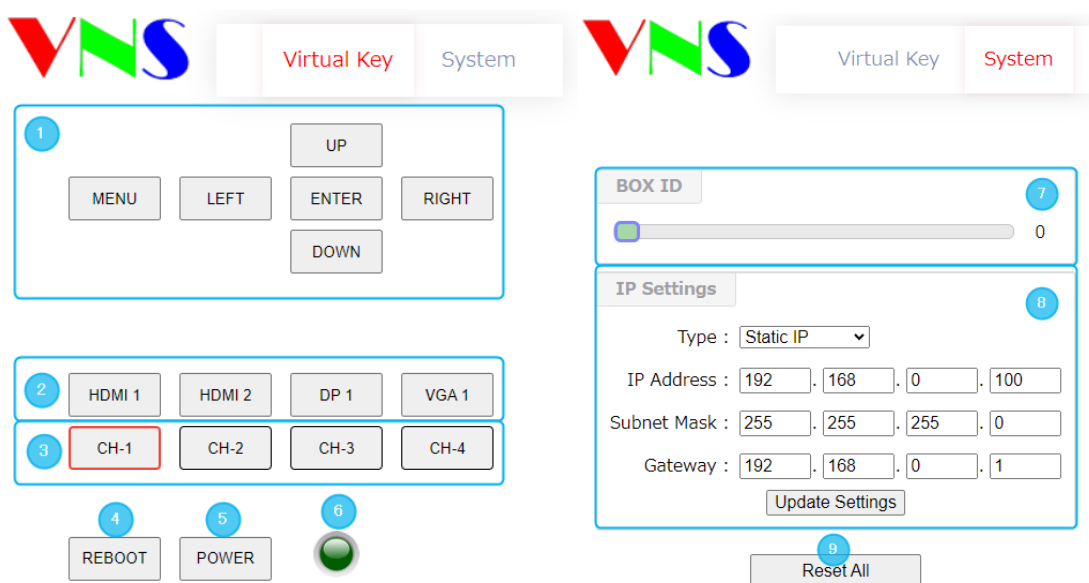 VNS
Virtual Key
System
1
UP
MENU
LEFT
ENTER
RIGHT
DOWN
2
HDMI 1
HDMI 2
DP 1
VGA 1
3
CH-1
CH-2
CH-3
CH-4
4
5
6
REBOOT
POWER
VNS
Virtual Key
System
BOX ID
7
0
IP Settings
8
Type : Static IP
IP Address : 192 . 168 . 0 . 100
Subnet Mask : 255 . 255 . 255 . 0
Gateway : 192 . 168 . 0 . 1
Update Settings
9
Reset All